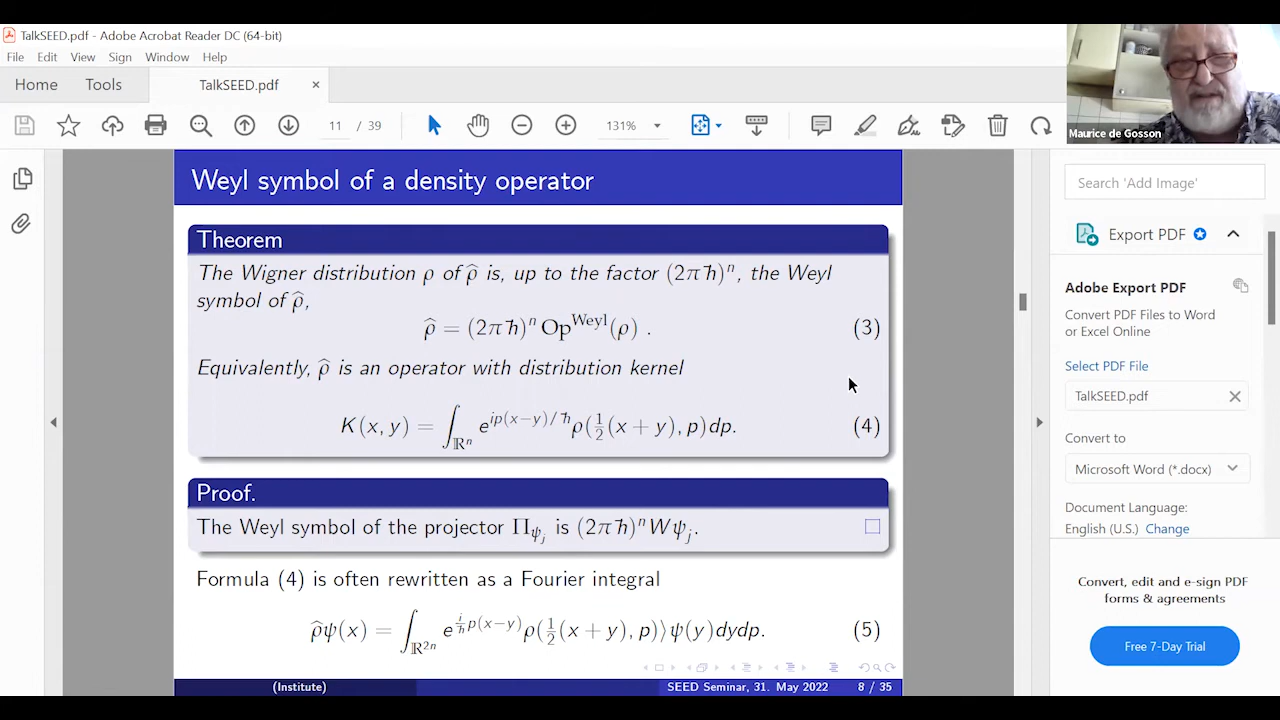 TalkSEED.pdf - Adobe Acrobat Reader DC (64-bit)
File Edit View Sign Window Help
Home Tools TalkSEED.pdf ×
11 / 39 131%
Maurice de Gosson
Weyl symbol of a density operator
Theorem
The Wigner distribution ρ of ρ̂ is, up to the factor (2πℏ)ⁿ, the Weyl
symbol of ρ̂,
ρ̂ = (2πℏ)ⁿ Op^Weyl(ρ) . (3)
Equivalently, ρ̂ is an operator with distribution kernel
K(x, y) = ∫_ℝⁿ e^{ip(x−y)/ℏ} ρ(½(x + y), p)dp. (4)
Proof.
The Weyl symbol of the projector Π_{ψ_j} is (2πℏ)ⁿ Wψ_j. □
Formula (4) is often rewritten as a Fourier integral
ρ̂ψ(x) = ∫_{ℝ^{2n}} e^{(i/ℏ)p(x−y)} ρ(½(x + y), p)⟩ψ(y)dydp. (5)
(Institute) SEED Seminar, 31. May 2022 8 / 35
Search 'Add Image'
Export PDF
Adobe Export PDF
Convert PDF Files to Word
or Excel Online
Select PDF File
TalkSEED.pdf ×
Convert to
Microsoft Word (*.docx)
Document Language:
English (U.S.) Change
Convert, edit and e-sign PDF
forms & agreements
Free 7-Day Trial